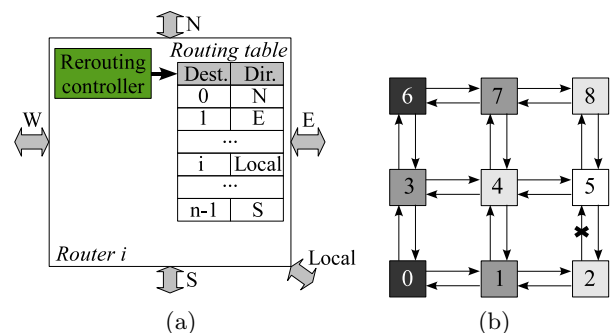 N
Routing table
Rerouting controller
Dest. Dir.
0 N
1 E
...
i Local
...
n-1 S
W
E
Router i
S
Local
(a)
6 7 8
3 4 5
0 1 2
(b)